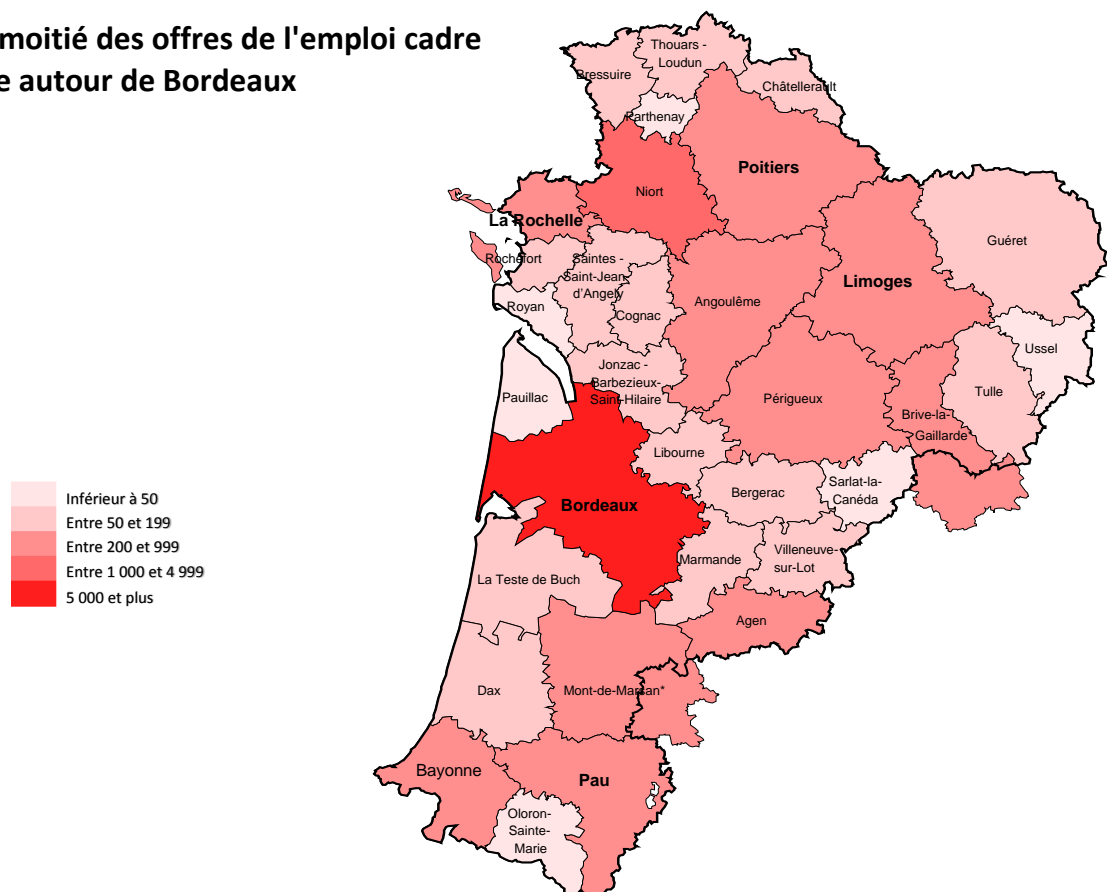 moitié des offres de l'emploi cadre
e autour de Bordeaux
Thouars -
Loudun
Bressuire
Châtellerault
Parthenay
Poitiers
Niort
La Rochelle
Guéret
Rochefort
Saintes -
Saint-Jean
d'Angely
Limoges
Angoulême
Royan
Cognac
Ussel
Jonzac -
Barbezieux-
Saint-Hilaire
Tulle
Pauillac
Périgueux
Brive-la-
Gaillarde
Libourne
Bergerac
Sarlat-la-
Canéda
Bordeaux
Inférieur à 50
Entre 50 et 199
Entre 200 et 999
Entre 1 000 et 4 999
5 000 et plus
Marmande
Villeneuve-
sur-Lot
La Teste de Buch
Agen
Dax
Mont-de-Marsan*
Bayonne
Pau
Oloron-
Sainte-
Marie